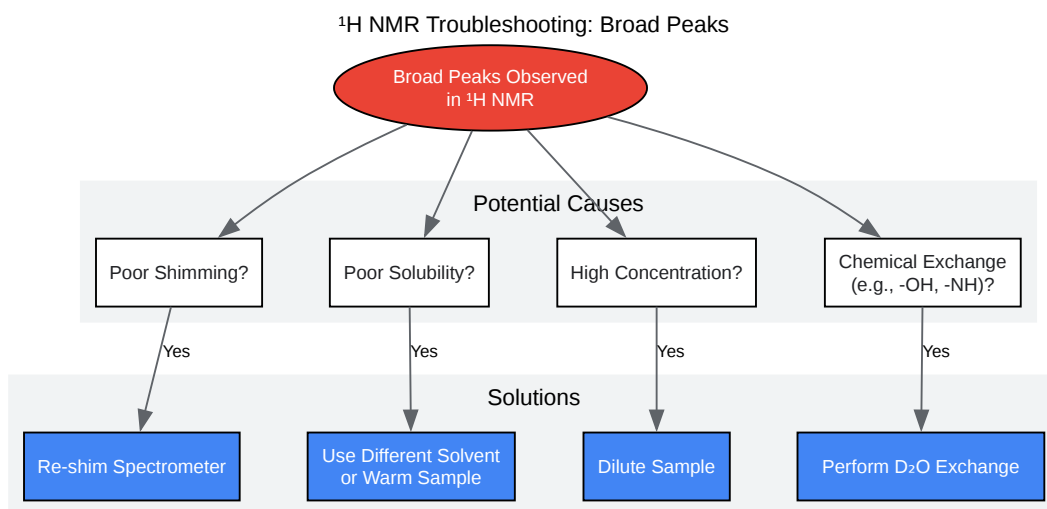 ¹H NMR Troubleshooting: Broad Peaks
Broad Peaks Observed
in ¹H NMR
Potential Causes
Poor Shimming?
Poor Solubility?
High Concentration?
Chemical Exchange
(e.g., -OH, -NH)?
Yes
Yes
Yes
Yes
Solutions
Re-shim Spectrometer
Use Different Solvent
or Warm Sample
Dilute Sample
Perform D₂O Exchange